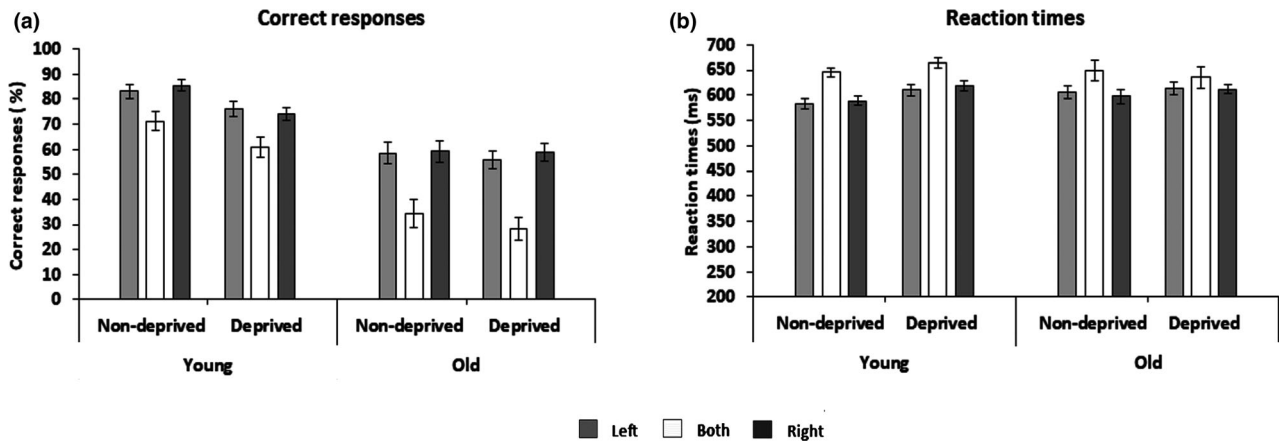 (a) Correct responses
Correct responses ( %)
100
90
80
70
60
50
40
30
20
10
0
Non-deprived Deprived Non-deprived Deprived
Young Old
(b) Reaction times
Reaction times (ms)
700
650
600
550
500
450
400
350
300
250
200
Non-deprived Deprived Non-deprived Deprived
Young Old
Left Both Right